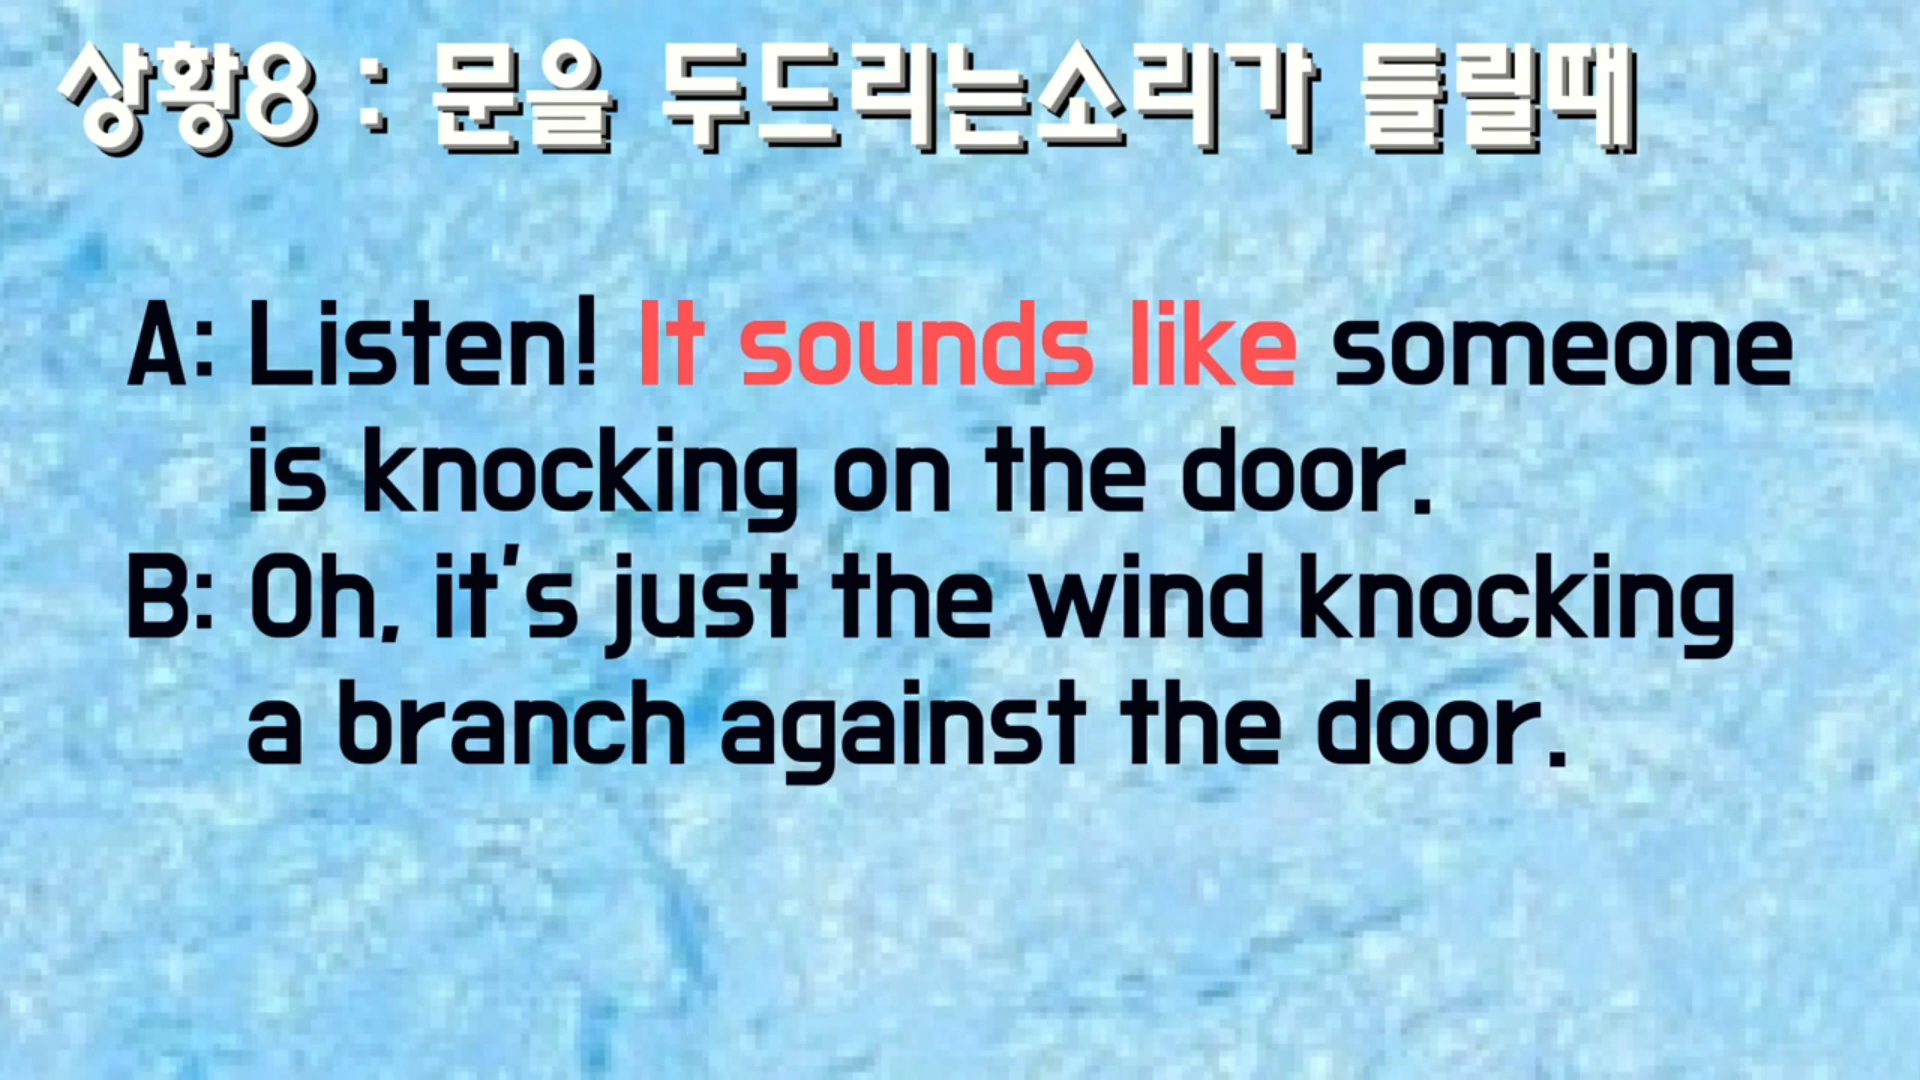 상황8 : 문을 두드리는소리가 들릴때
A: Listen! It sounds like someone
is knocking on the door.
B: Oh, it's just the wind knocking
a branch against the door.